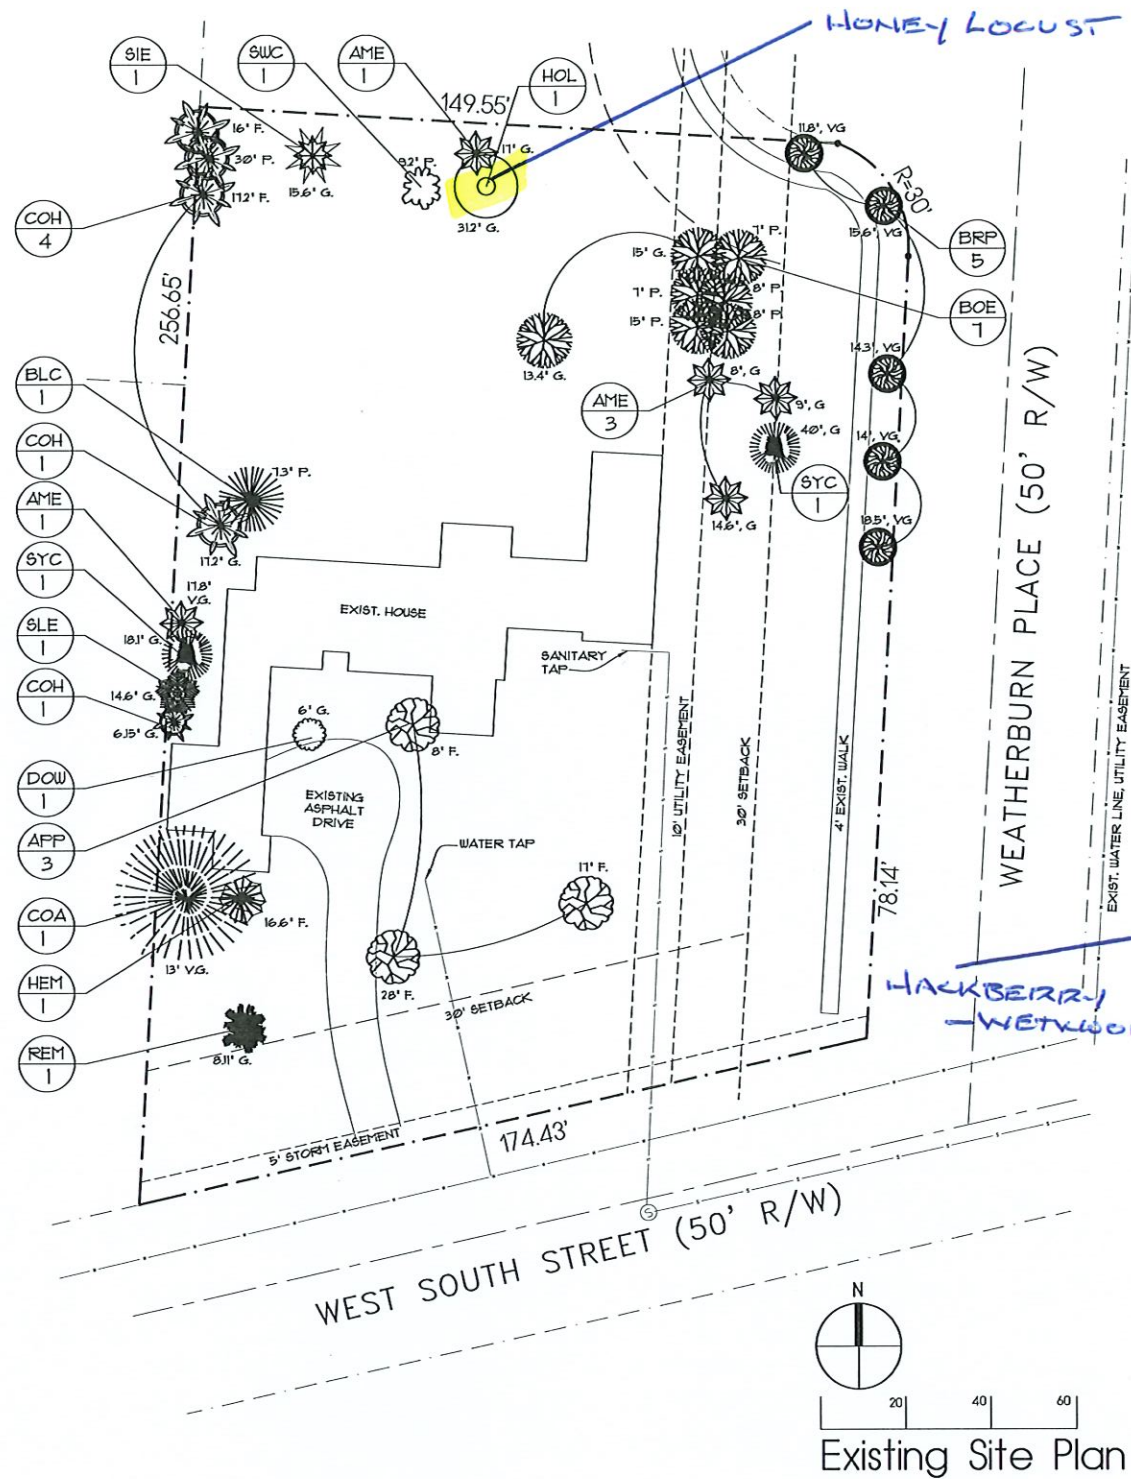 HONEY LOCUST
SIE
1
SWC
1
AME
1
HOL
1
149.55'
16" F.
30" P.
17.2" F.
15.6" G.
9.2" P.
17" G.
31.2" G.
11.8", VG
R=30'
15.6", VG
COH
4
BRP
5
BOE
7
15" G.
7" P.
7" P.
8" P.
15" P.
8" P.
13.4" G.
256.65'
14.3", VG
BLC
1
COH
1
AME
1
SYC
1
SLE
1
COH
1
AME
3
8", G
9", G
40", G
14", VG
SYC
1
14.6", G
18.5", VG
7.3" P.
17.2" G.
17.8"
V.G.
18.1" G.
14.6" G.
6.15" G.
EXIST. HOUSE
SANITARY
TAP
10' UTILITY EASEMENT
30' SETBACK
4' EXIST. WALK
WEATHERBURN PLACE (50' R/W)
EXIST. WATER LINE, UTILITY EASEMENT
DOW
1
APP
3
COA
1
HEM
1
REM
1
6" G.
8" F.
EXISTING
ASPHALT
DRIVE
WATER TAP
17" F.
78.14'
16.6" F.
13" V.G.
28" F.
30' SETBACK
8.11" G.
HACKBERRY
5' STORM EASEMENT
174.43'
S
WEST SOUTH STREET (50' R/W)
N
20 40 60
Existing Site Plan